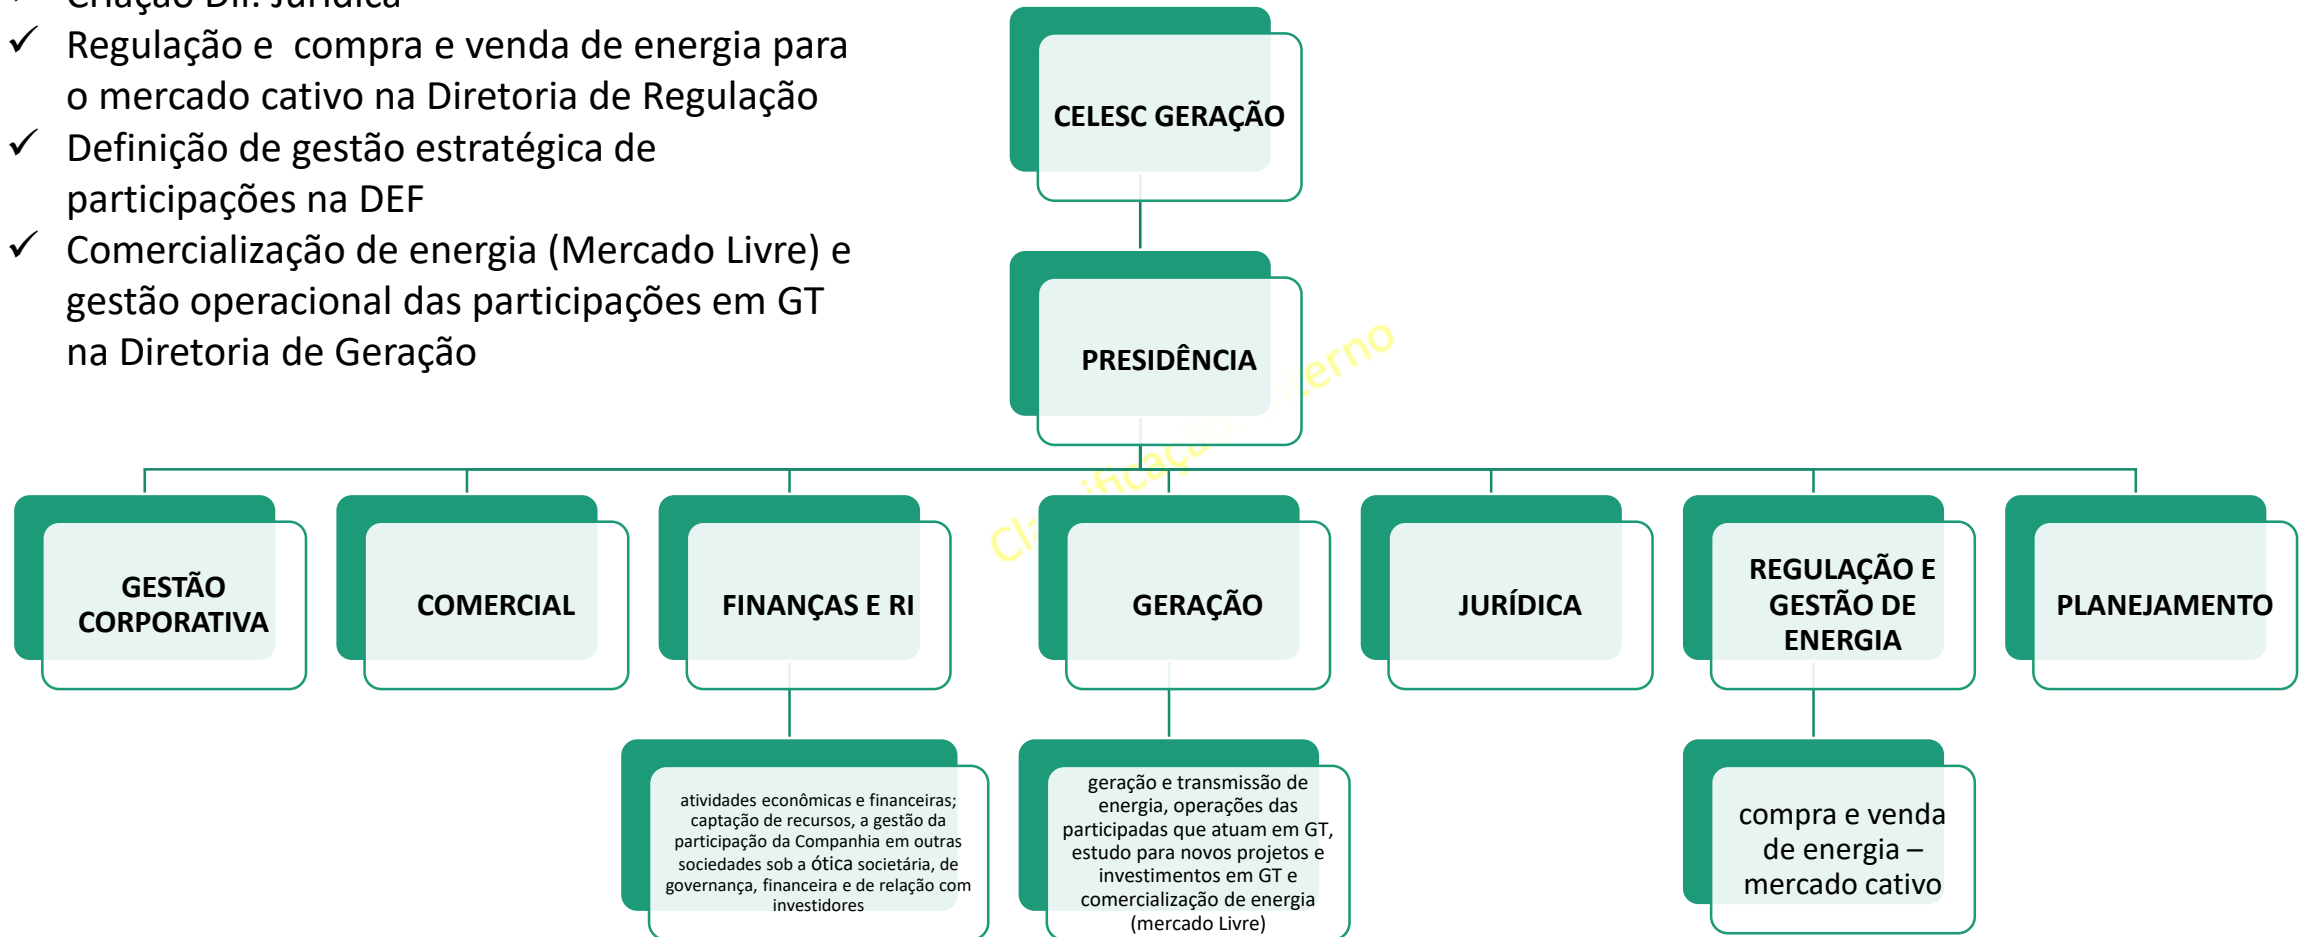 Criação Dir. Jurídica
✓ Regulação e compra e venda de energia para
o mercado cativo na Diretoria de Regulação
✓ Definição de gestão estratégica de
participações na DEF
✓ Comercialização de energia (Mercado Livre) e
gestão operacional das participações em GT
na Diretoria de Geração
CELESC GERAÇÃO
PRESIDÊNCIA
GESTÃO
CORPORATIVA
COMERCIAL
FINANÇAS E RI
GERAÇÃO
JURÍDICA
REGULAÇÃO E
GESTÃO DE
ENERGIA
PLANEJAMENTO
atividades econômicas e financeiras;
captação de recursos, a gestão da
participação da Companhia em outras
sociedades sob a ótica societária, de
governança, financeira e de relação com
investidores
geração e transmissão de
energia, operações das
participadas que atuam em GT,
estudo para novos projetos e
investimentos em GT e
comercialização de energia
(mercado Livre)
compra e venda
de energia –
mercado cativo